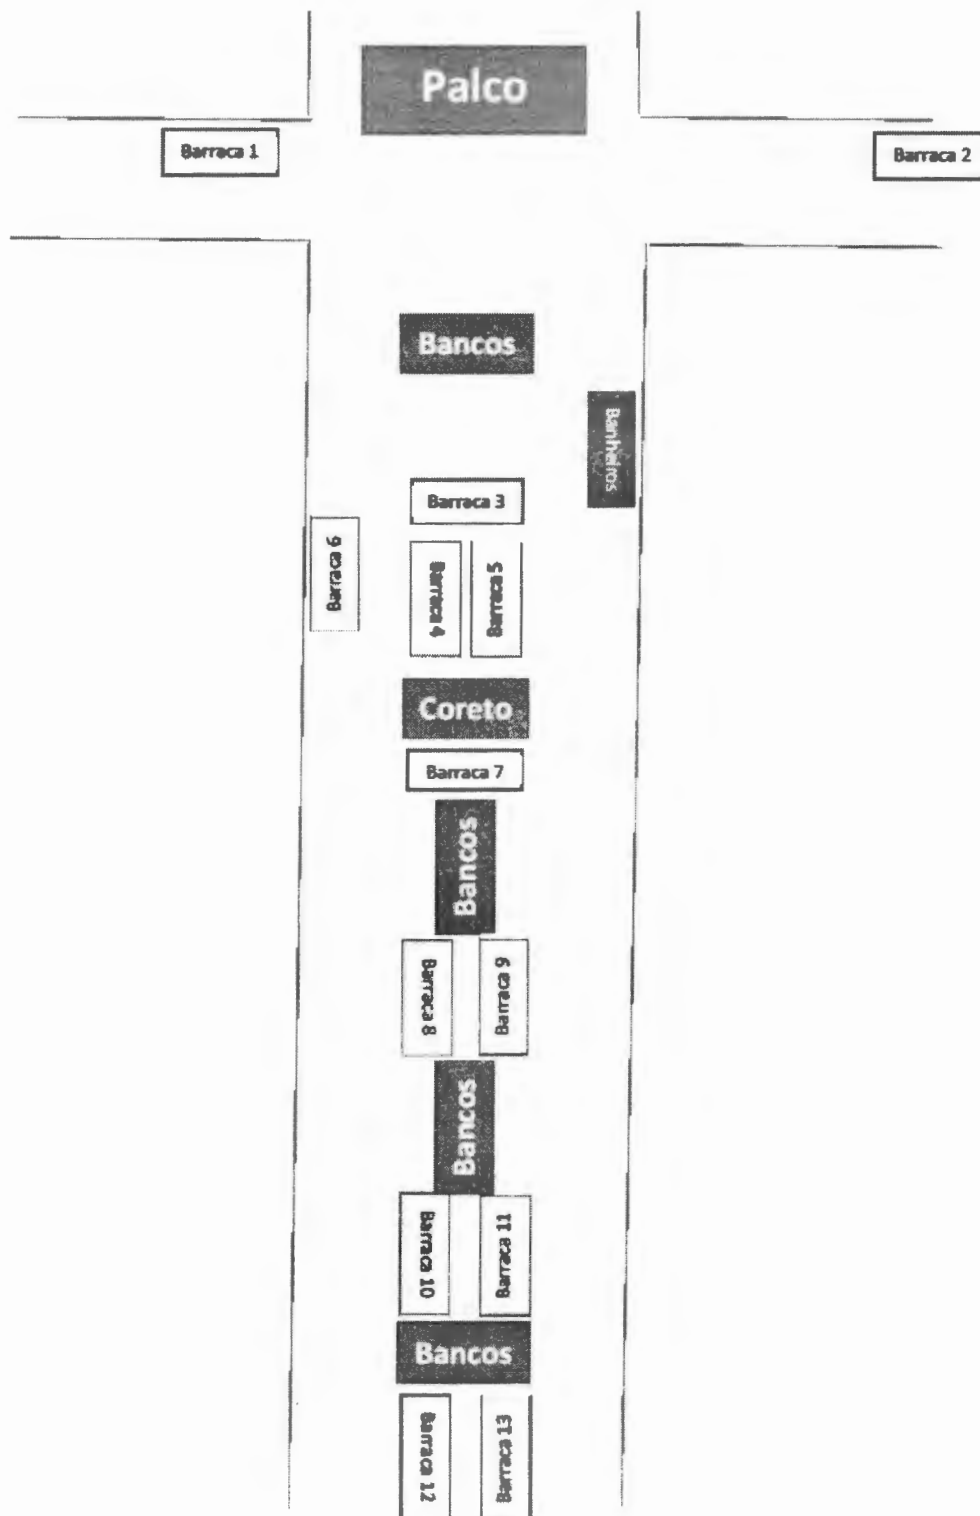 Palco
Barraca 1
Barraca 2
Bancos
Banheiros
Barraca 3
Barraca 6
Barraca 4
Barraca 5
Coreto
Barraca 7
Bancos
Barraca 8
Barraca 9
Bancos
Barraca 10
Barraca 11
Bancos
Barraca 12
Barraca 13